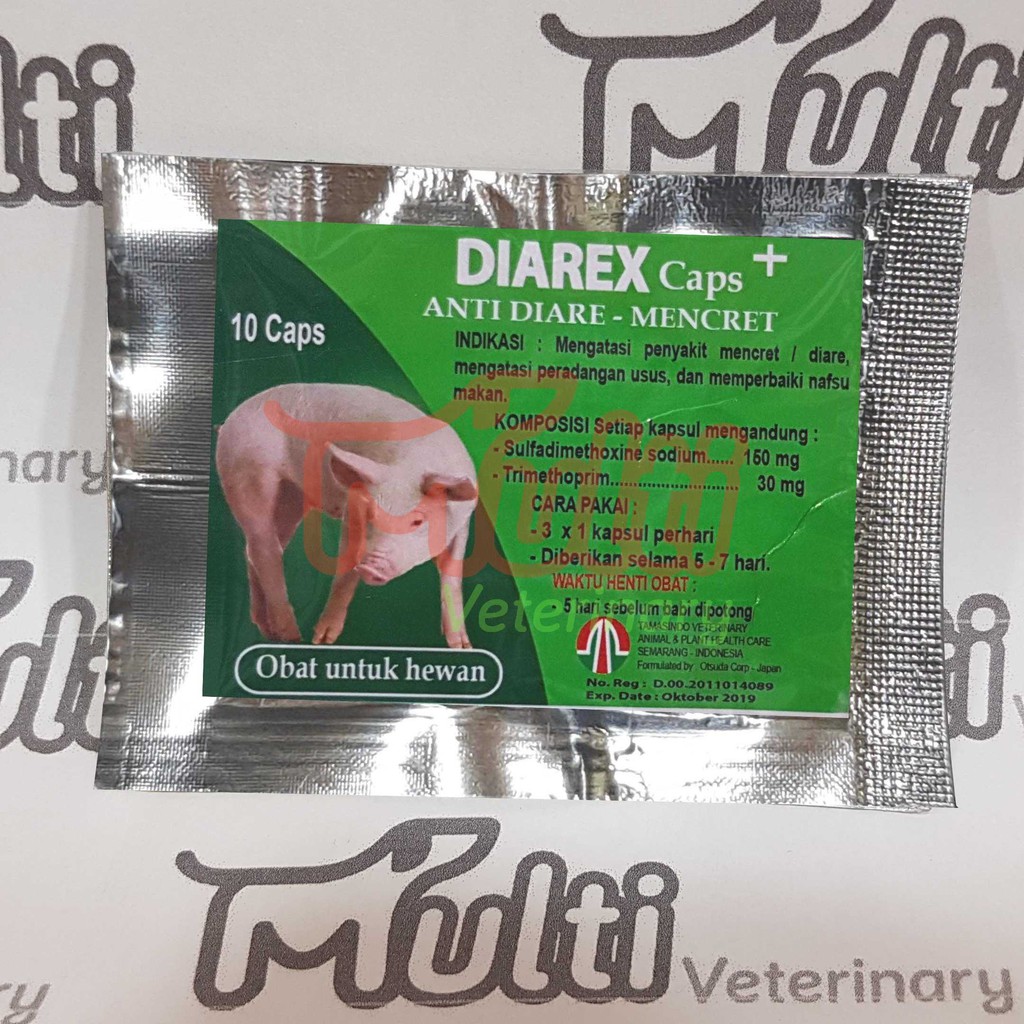 Multi
Multi
Veterinary
10 Caps
DIAREX Caps +
ANTI DIARE - MENCRET
INDIKASI : Mengatasi penyakit mencret / diare,
mengatasi peradangan usus, dan memperbaiki nafsu
makan.
KOMPOSISI Setiap kapsul mengandung :
- Sulfadimethoxine sodium...... 150 mg
- Trimethoprim............................ 30 mg
CARA PAKAI :
- 3 x 1 kapsul perhari
- Diberikan selama 5 - 7 hari.
WAKTU HENTI OBAT :
5 hari sebelum babi dipotong
Multi
Veterinary
TAMASINDO VETERINARY
ANIMAL & PLANT HEALTH CARE
SEMARANG - INDONESIA
Formulated by : Otsuda Corp - Japan
No. Reg : D.00.2011014089
Exp. Date : Oktober 2019
Obat untuk hewan
Multi Veterinary